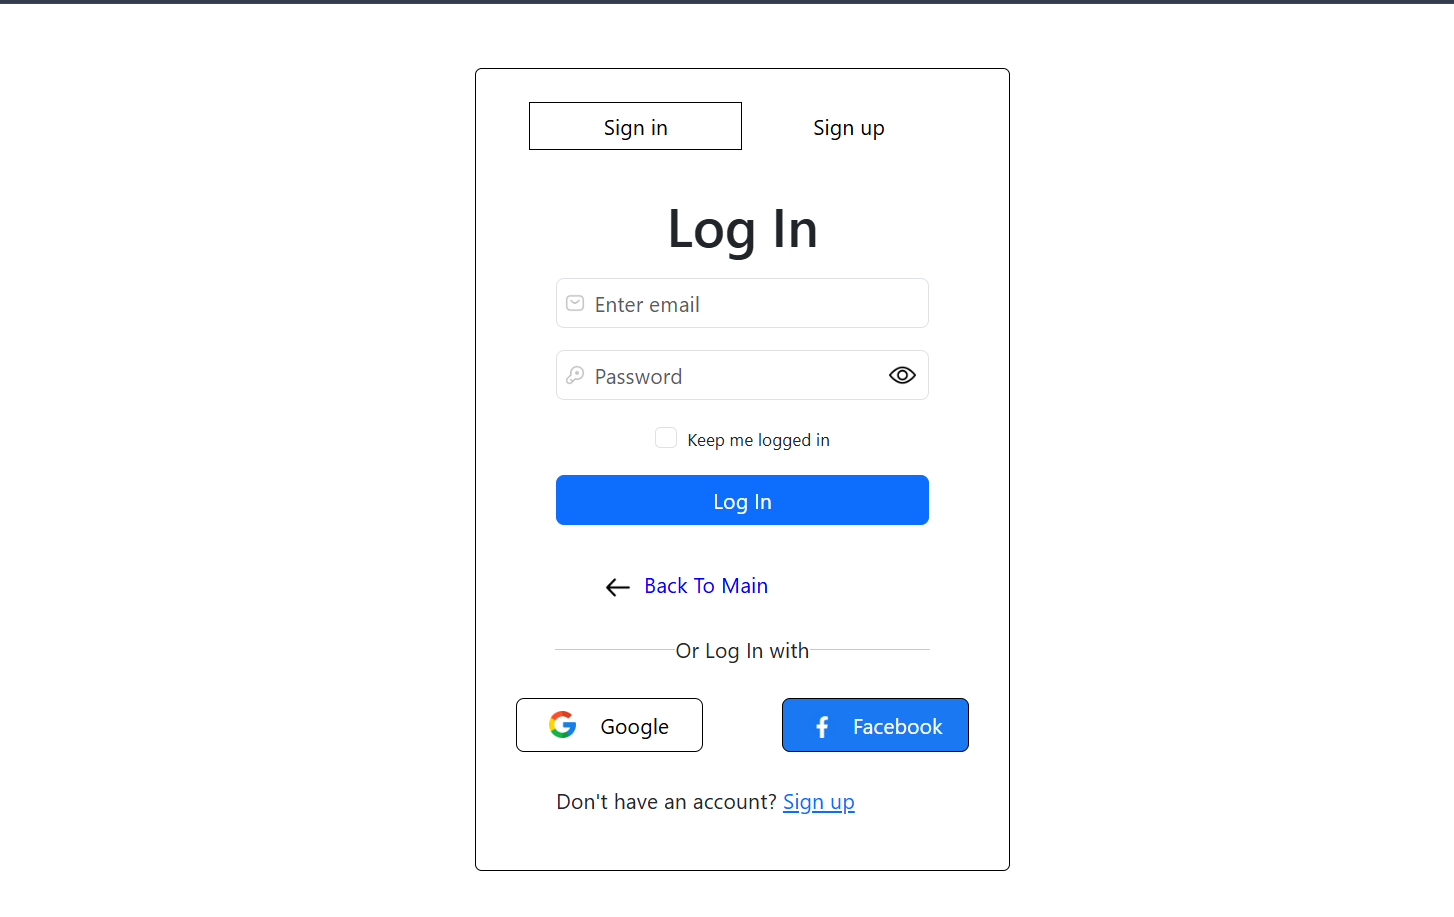 Sign in Sign up
Log In
Enter email
Password
Keep me logged in
Log In
Back To Main
Or Log In with
Google Facebook
Don't have an account? Sign up